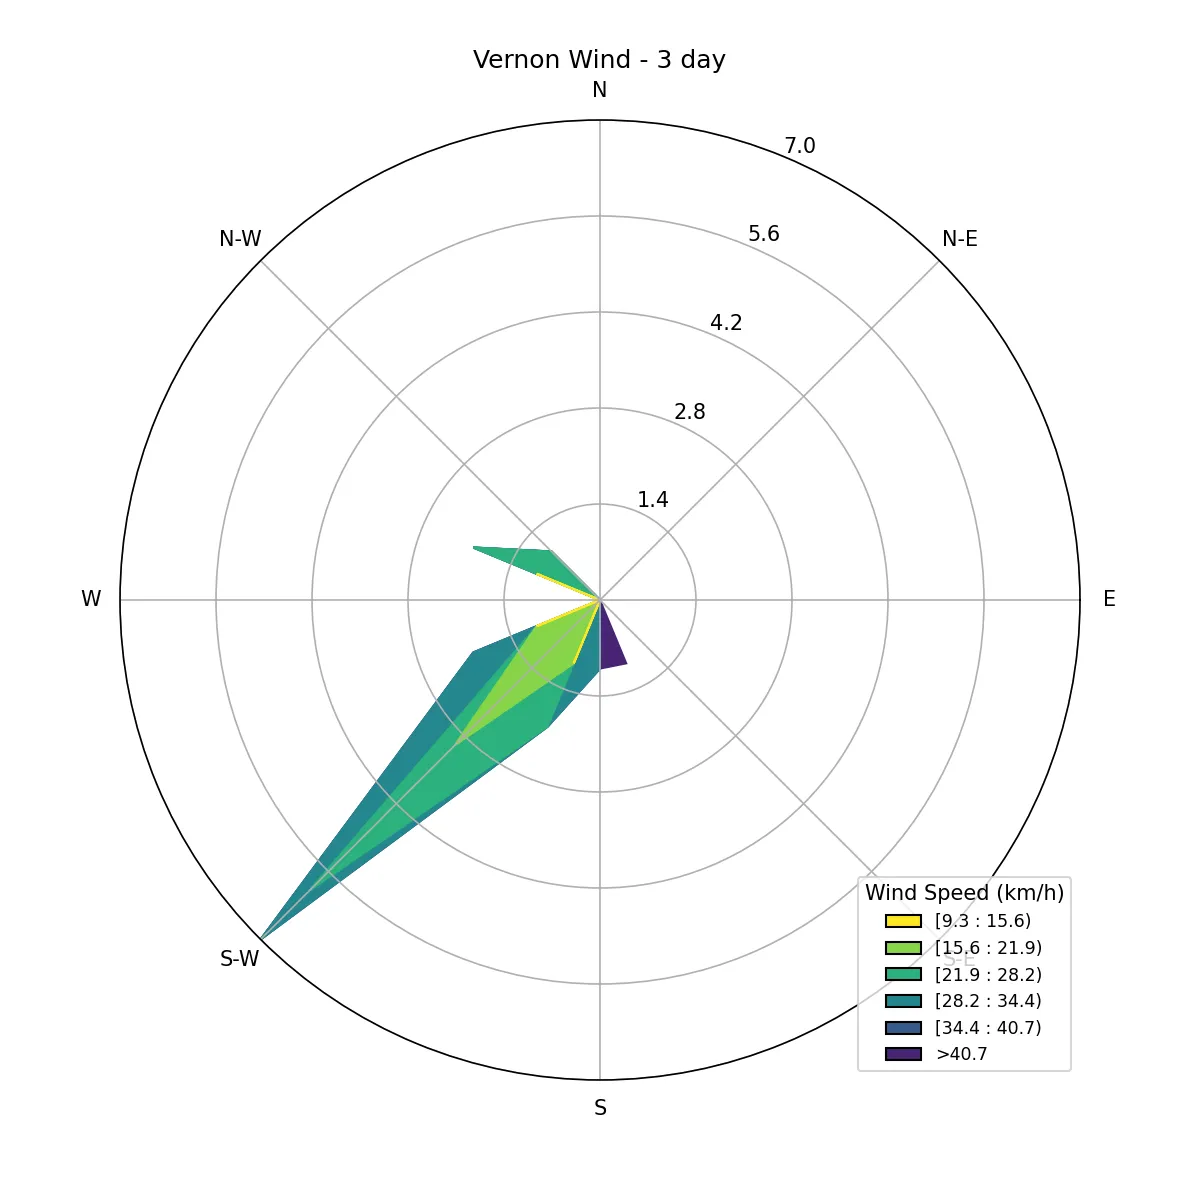 Vernon Wind - 3 day
N
7.0
5.6
N-W
N-E
4.2
2.8
1.4
W
E
S-W
S-E
Wind Speed (km/h)
[9.3 : 15.6)
[15.6 : 21.9)
[21.9 : 28.2)
[28.2 : 34.4)
[34.4 : 40.7)
>40.7
S